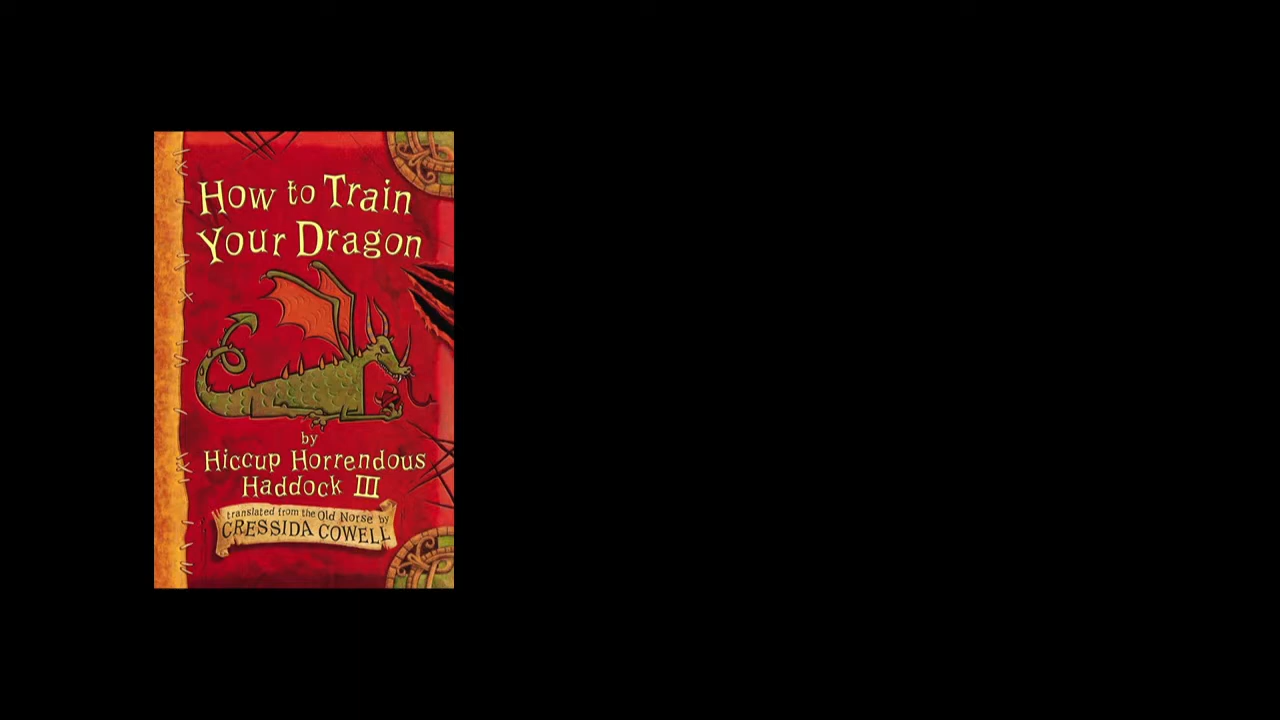 How to Train
Your Dragon
by
Hiccup Horrendous
Haddock III
translated from the Old Norse by
CRESSIDA COWELL